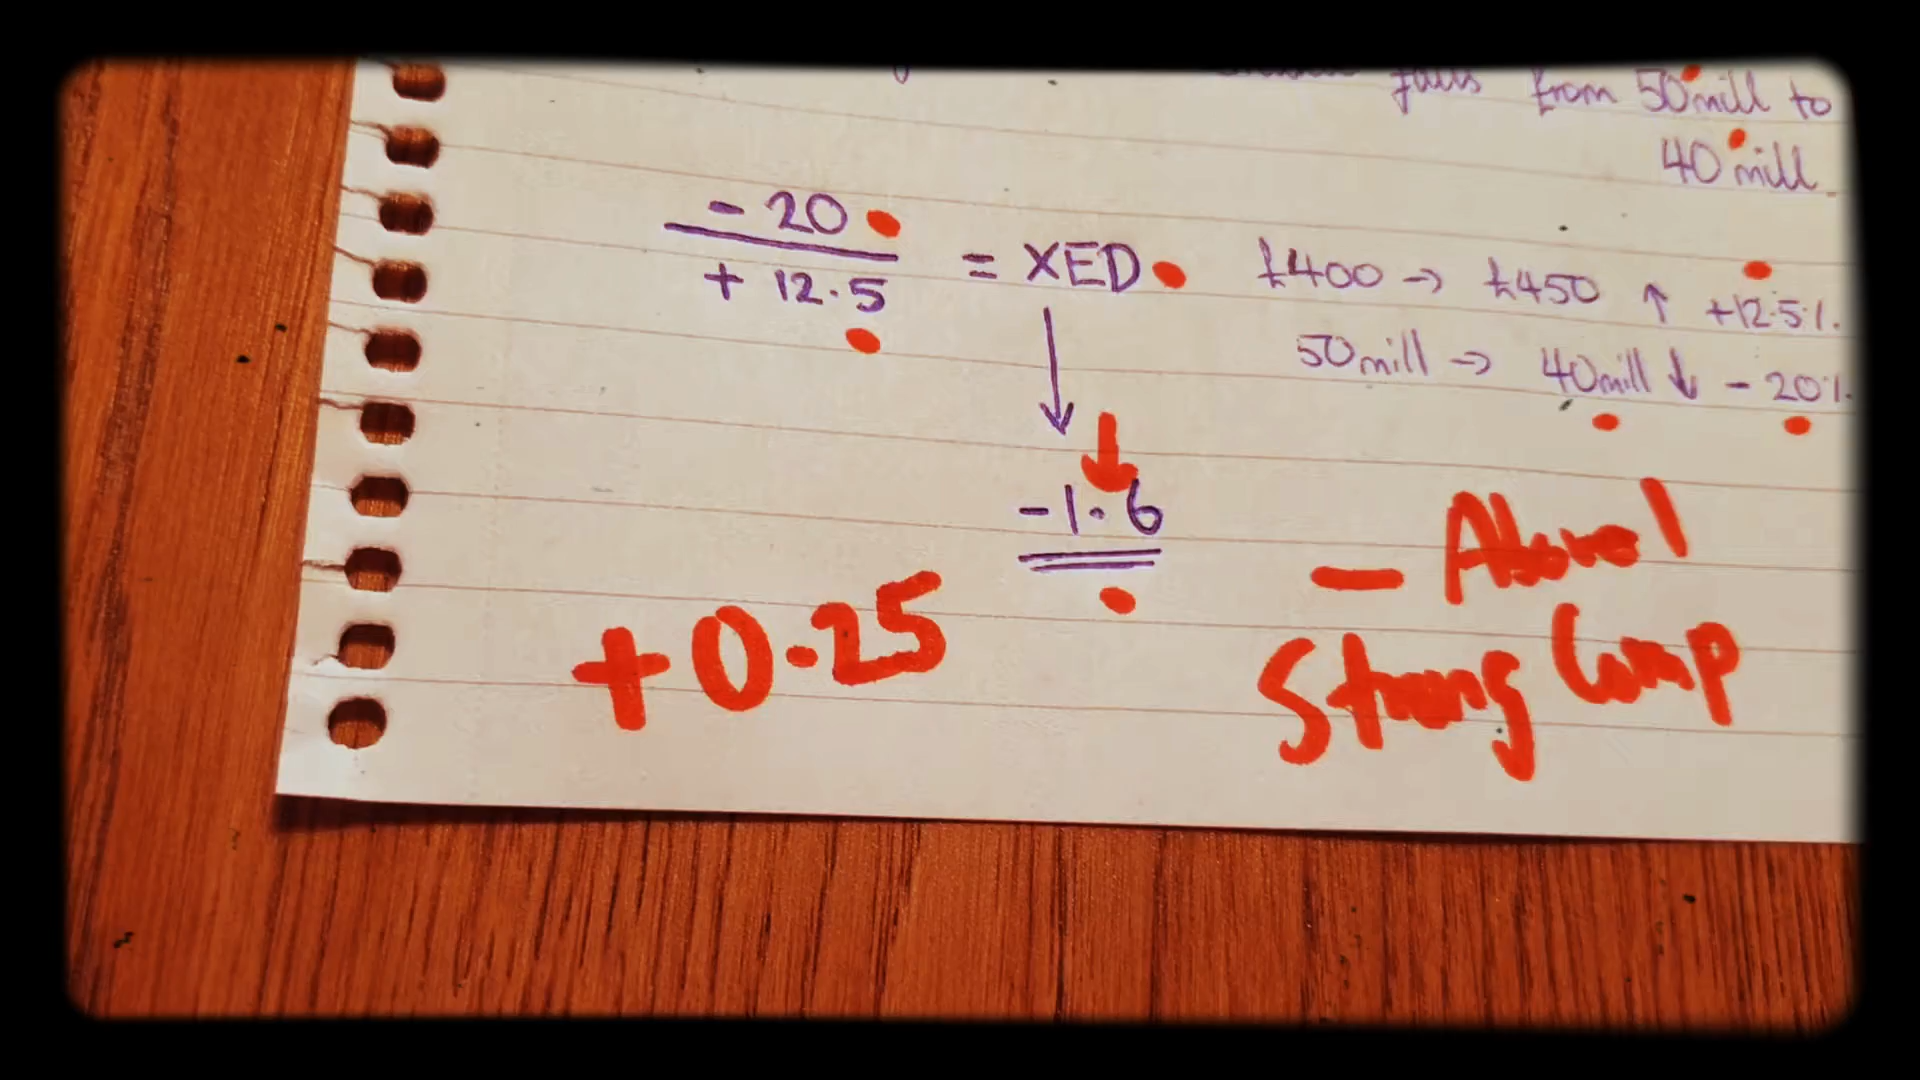 falls from 50mill to
40mill
- 20
+ 12.5
= XED
£400 → £450 ↑ +12.5%.
50mill → 40mill ↓ - 20%.
-1.6
+0.25
- Above 1
Strong Comp